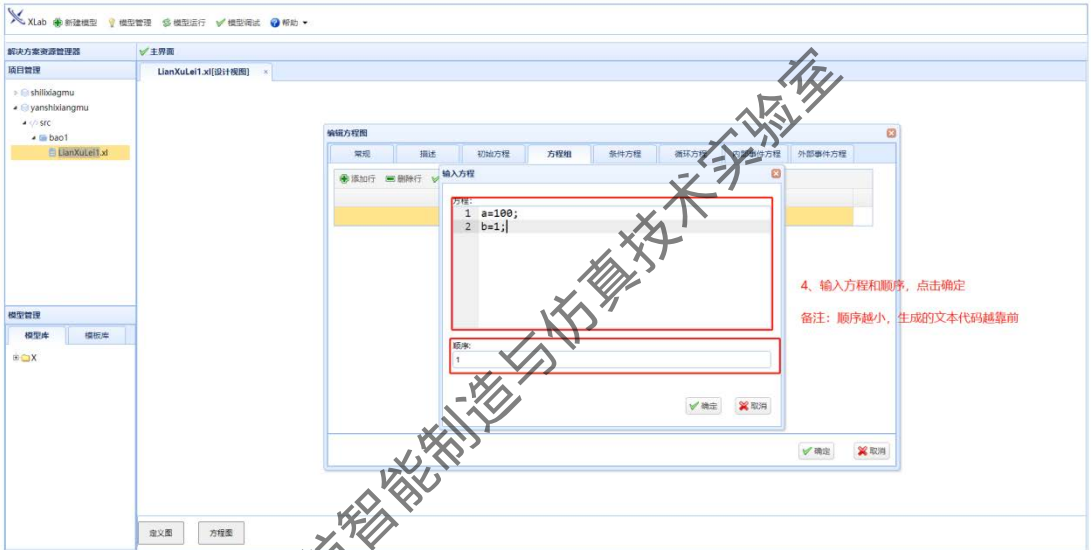 XLab 新建模型 模型管理 模型运行 模型调试 帮助
解决方案资源管理器
主界面
项目管理
LianXuLei1.xl[设计视图] ×
shilixiagmu
yanshixiangmu
src
bao1
LianXuLei1.xl
编辑方程图
常规 描述 初始方程 方程组 条件方程 循环方程 内部事件方程 外部事件方程
添加行 删除行
输入方程
方程:
1 a=100;
2 b=1;
4、输入方程和顺序，点击确定
备注：顺序越小，生成的文本代码越靠前
顺序:
1
确定 取消
确定 取消
模型管理
模型库 模板库
X
定义图 方程图
智能制造与仿真技术实验室